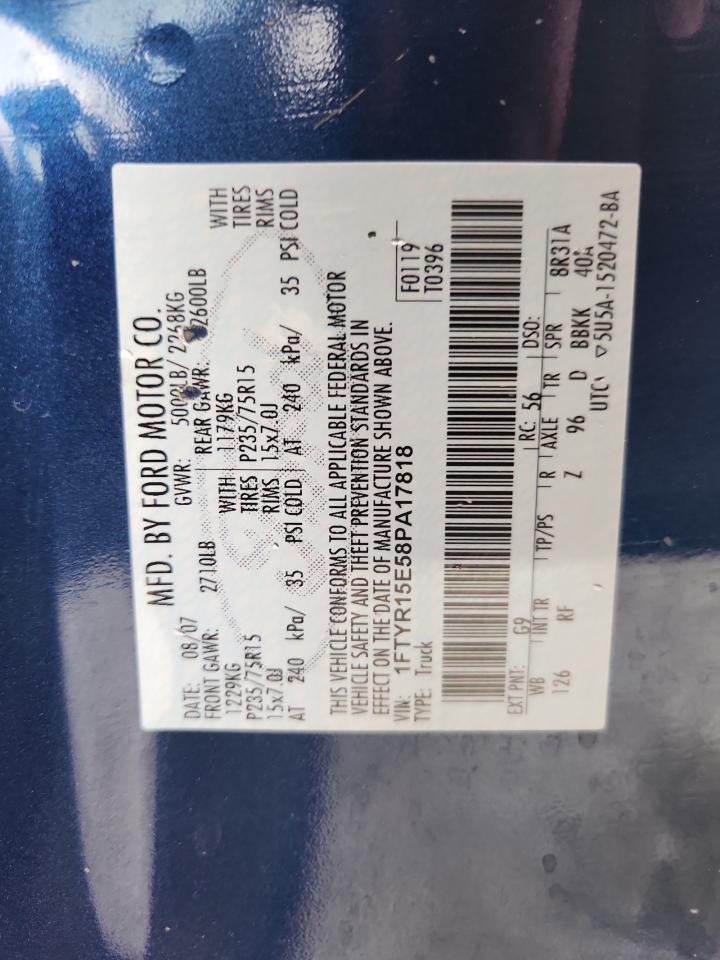 MFD. BY FORD MOTOR CO.
DATE: 08/07 GVWR: 5000LB/ 2268KG
FRONT GAWR: 2710LB REAR GAWR: 2600LB
1229KG WITH 1179KG WITH
P235/75R15 TIRES P235/75R15 TIRES
15x7.0J RIMS 15x7.0J RIMS
AT 240 kPa/ 35 PSI COLD AT 240 kPa/ 35 PSI COLD
THIS VEHICLE CONFORMS TO ALL APPLICABLE FEDERAL MOTOR
VEHICLE SAFETY AND THEFT PREVENTION STANDARDS IN
EFFECT ON THE DATE OF MANUFACTURE SHOWN ABOVE.
VIN: 1FTYR15E58PA17818 F0119
TYPE: Truck T0396
EXT PNT: G9 RC: 56 DSO:
WB INT TR TP/PS R AXLE TR SPR 8R31A
126 RF Z 96 D BBKK 40A
UTC ▽5U5A-1520472-BA